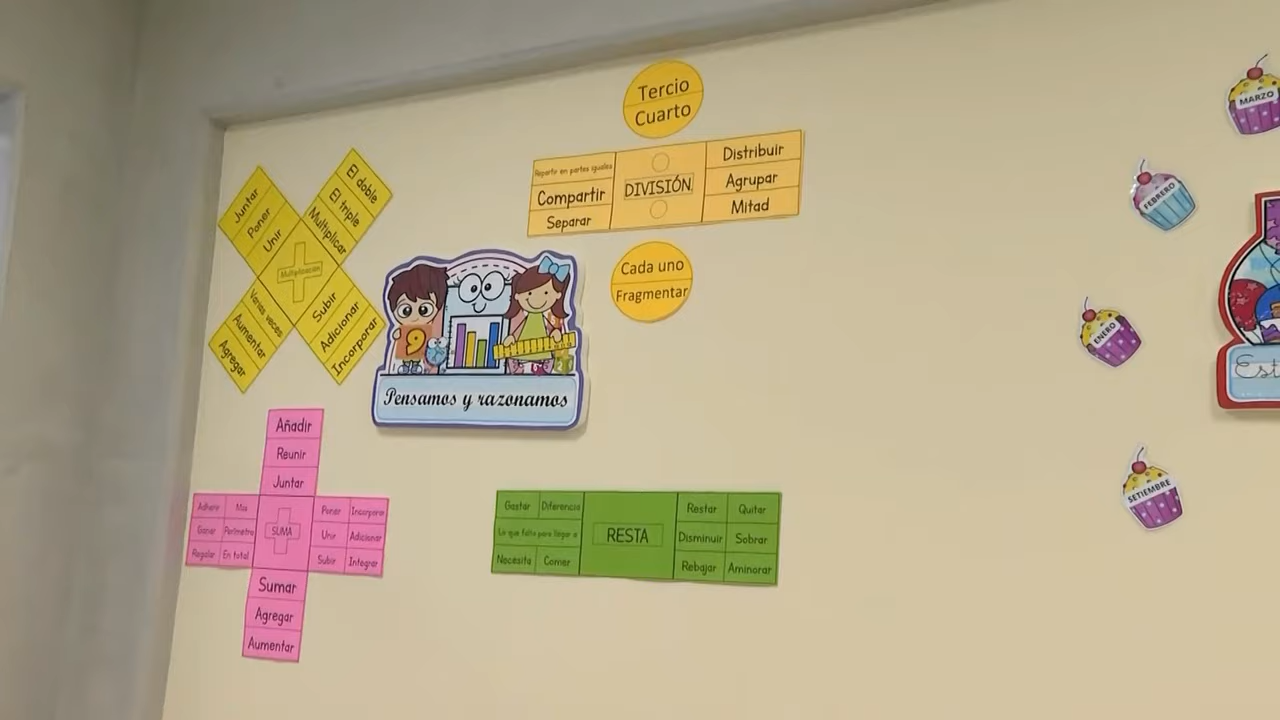 Juntar
Poner
Unir
El doble
El triple
Multiplicar
Multiplicación
Varias veces
Aumentar
Agregar
Subir
Adicionar
Incorporar
Tercio
Cuarto
Repartir en partes iguales
Compartir
Separar
DIVISIÓN
Distribuir
Agrupar
Mitad
Cada uno
Fragmentar
9
Pensamos y razonamos
Añadir
Reunir
Juntar
Adherir
Más
Ganar
Perímetro
Regalar
En total
SUMA
Poner
Incorporar
Unir
Adicionar
Subir
Integrar
Sumar
Agregar
Aumentar
Gastar
Diferencia
Lo que falta para llegar a
Necesita
Comer
RESTA
Restar
Quitar
Disminuir
Sobrar
Rebajar
Aminorar
MARZO
FEBRERO
ENERO
SETIEMBRE
Est